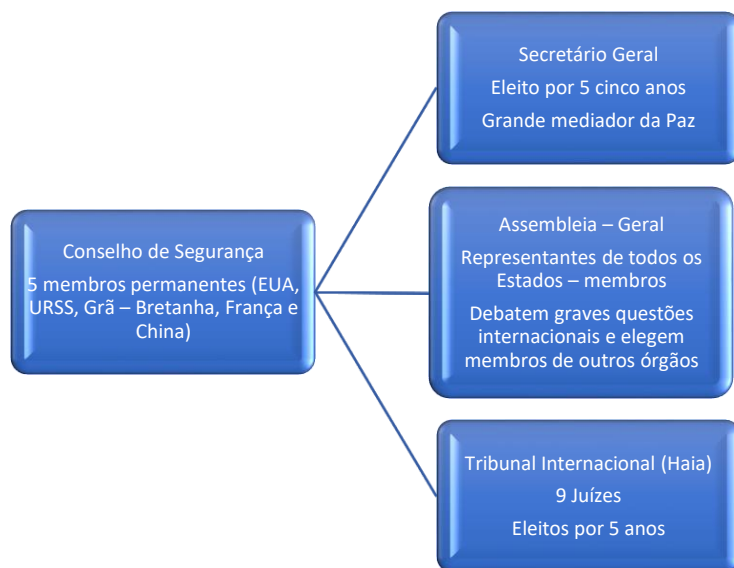 Conselho de Segurança
5 membros permanentes (EUA,
URSS, Grã – Bretanha, França e
China)
Secretário Geral
Eleito por 5 cinco anos
Grande mediador da Paz
Assembleia – Geral
Representantes de todos os
Estados – membros
Debatem graves questões
internacionais e elegem
membros de outros órgãos
Tribunal Internacional (Haia)
9 Juízes
Eleitos por 5 anos